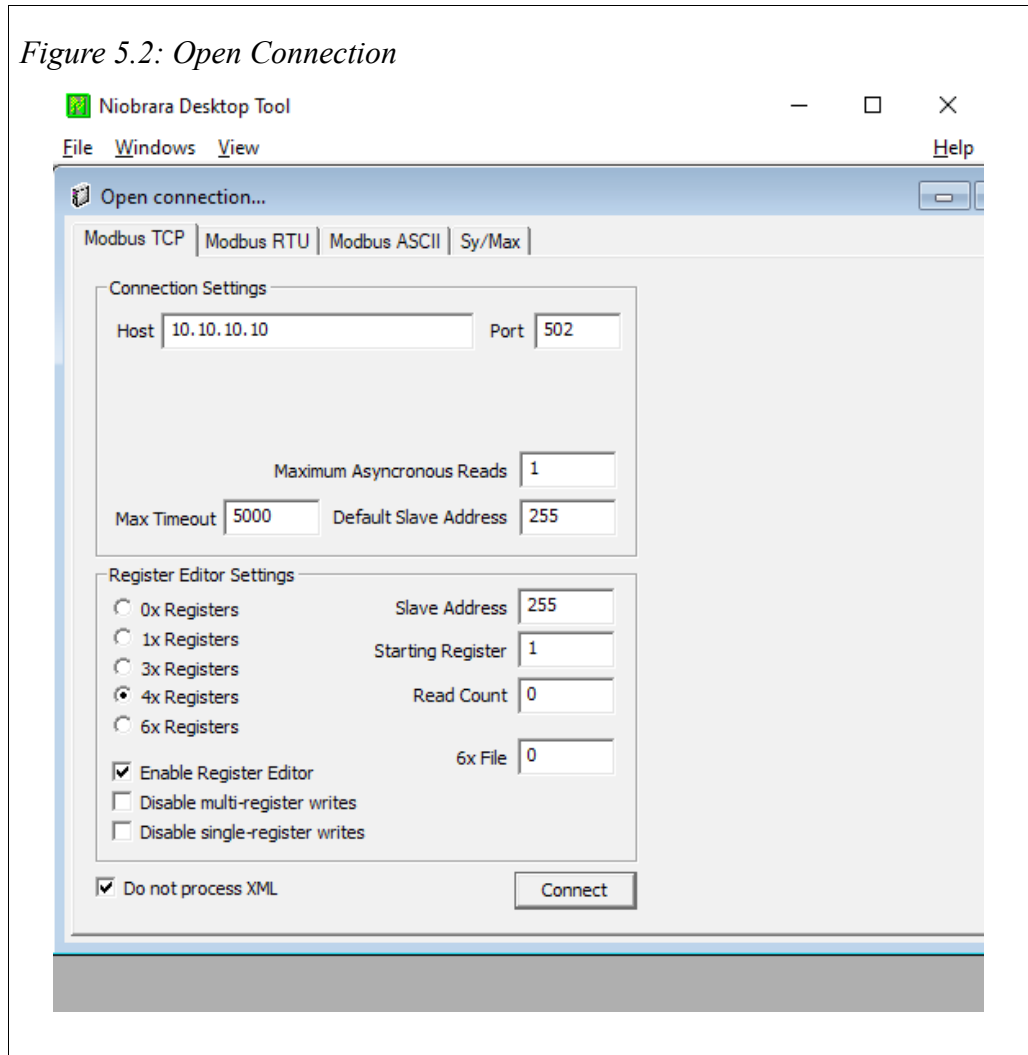 Figure 5.2: Open Connection
Niobrara Desktop Tool
File Windows View Help
Open connection...
Modbus TCP Modbus RTU Modbus ASCII Sy/Max
Connection Settings
Host 10.10.10.10 Port 502
Maximum Asyncronous Reads 1
Max Timeout 5000 Default Slave Address 255
Register Editor Settings
0x Registers Slave Address 255
1x Registers Starting Register 1
3x Registers
4x Registers Read Count 0
6x Registers
6x File 0
Enable Register Editor
Disable multi-register writes
Disable single-register writes
Do not process XML Connect